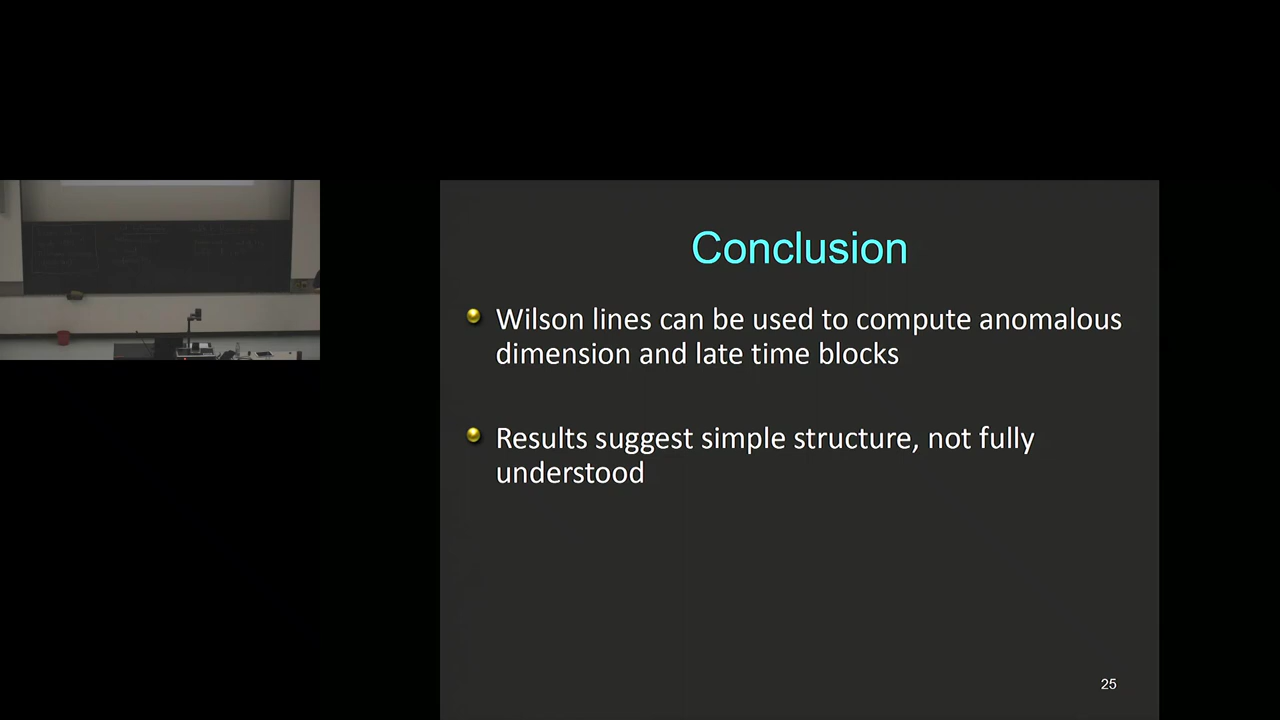 Conclusion
Wilson lines can be used to compute anomalous
dimension and late time blocks
Results suggest simple structure, not fully
understood
25